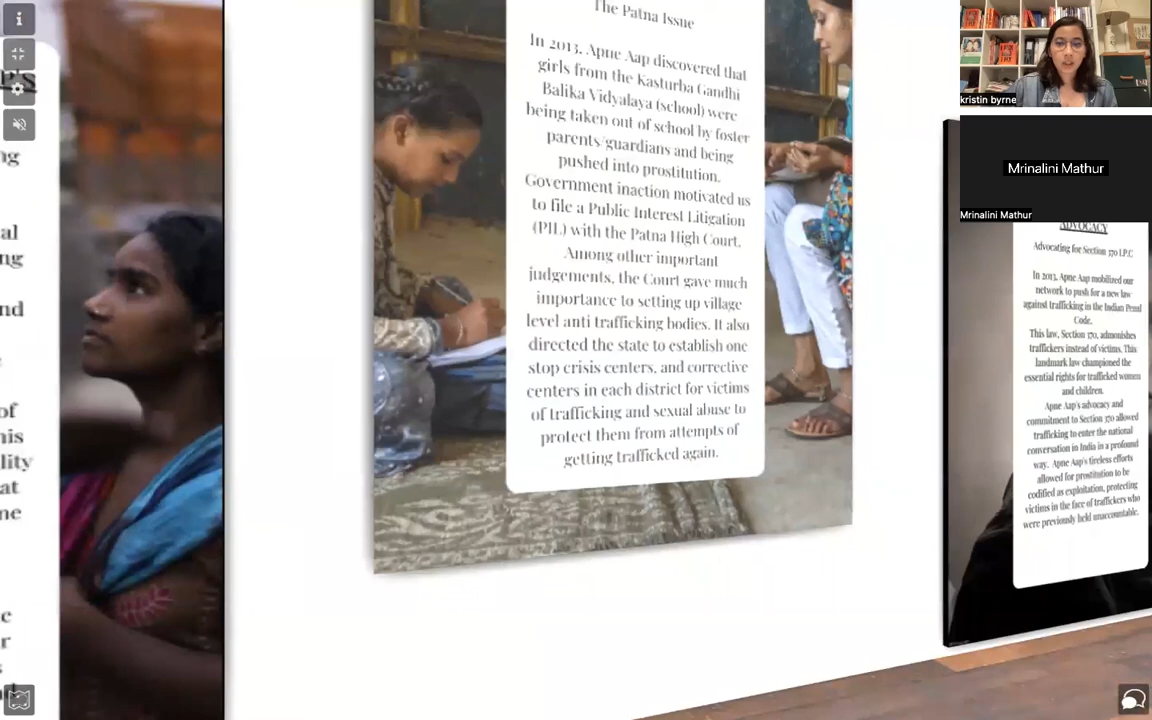 P'S
ng
al
ng
nd
of
his
lity
at
ne
e
r
The Patna Issue
In 2013, Apne Aap discovered that
girls from the Kasturba Gandhi
Balika Vidyalaya (school) were
being taken out of school by foster
parents/guardians and being
pushed into prostitution.
Government inaction motivated us
to file a Public Interest Litigation
(PIL) with the Patna High Court.
Among other important
judgements, the Court gave much
importance to setting up village
level anti trafficking bodies. It also
directed the state to establish one
stop crisis centers, and corrective
centers in each district for victims
of trafficking and sexual abuse to
protect them from attempts of
getting trafficked again.
kristin byrne
Mrinalini Mathur
Mrinalini Mathur
ADVOCACY
Advocating for Section 370 I.P.C
In 2013, Apne Aap mobilized our
network to push for a new law
against trafficking in the Indian Penal
Code.
This law, Section 370, admonishes
traffickers instead of victims. This
landmark law championed the
essential rights for trafficked women
and children.
Apne Aap's advocacy and
commitment to Section 370 allowed
trafficking to enter the national
conversation in India in a profound
way. Apne Aap's tireless efforts
allowed for prostitution to be
codified as exploitation, protecting
victims in the face of traffickers who
were previously held unaccountable.